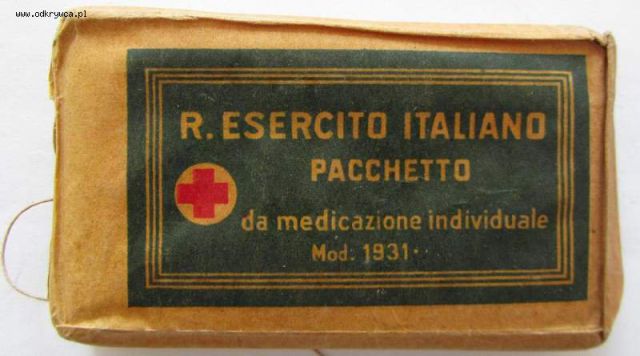 www.odkrywca.pl
R. ESERCITO ITALIANO
PACCHETTO
da medicazione individuale
Mod. 1931.